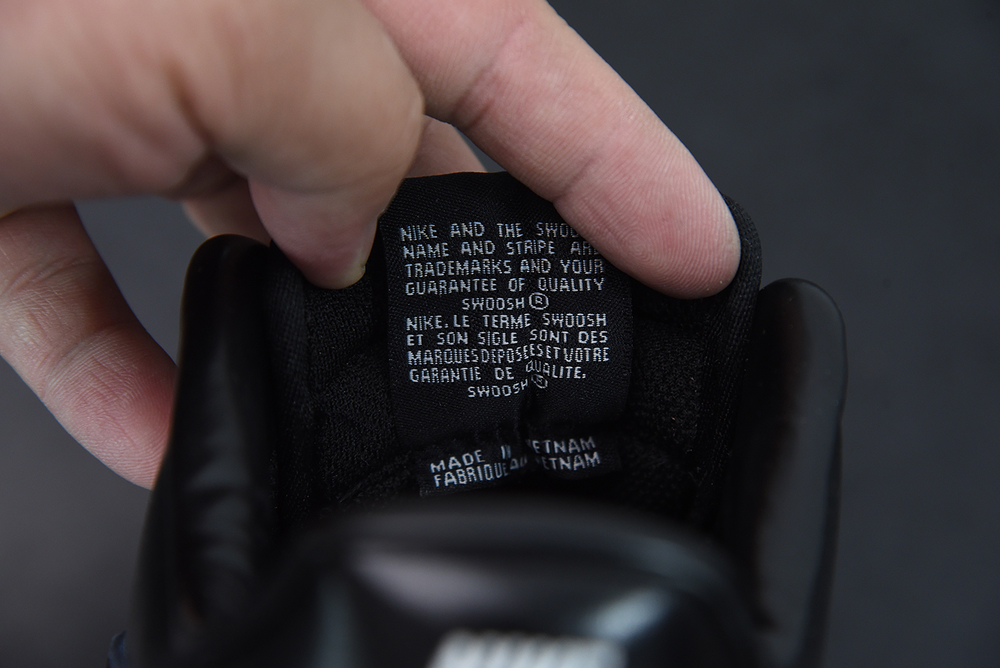 NIKE AND THE
NAME AND STRIPE
TRADEMARKS AND YOUR
GUARANTEE OF QUALITY
SWOOSH ®
NIKE. LE TERME SWOOSH
ET SON SIGLE SONT DES
MARQUES DEPOSEES ET VOTRE
GARANTIE DE QUALITE.
SWOOSH
MADE
FABRIQUE AU